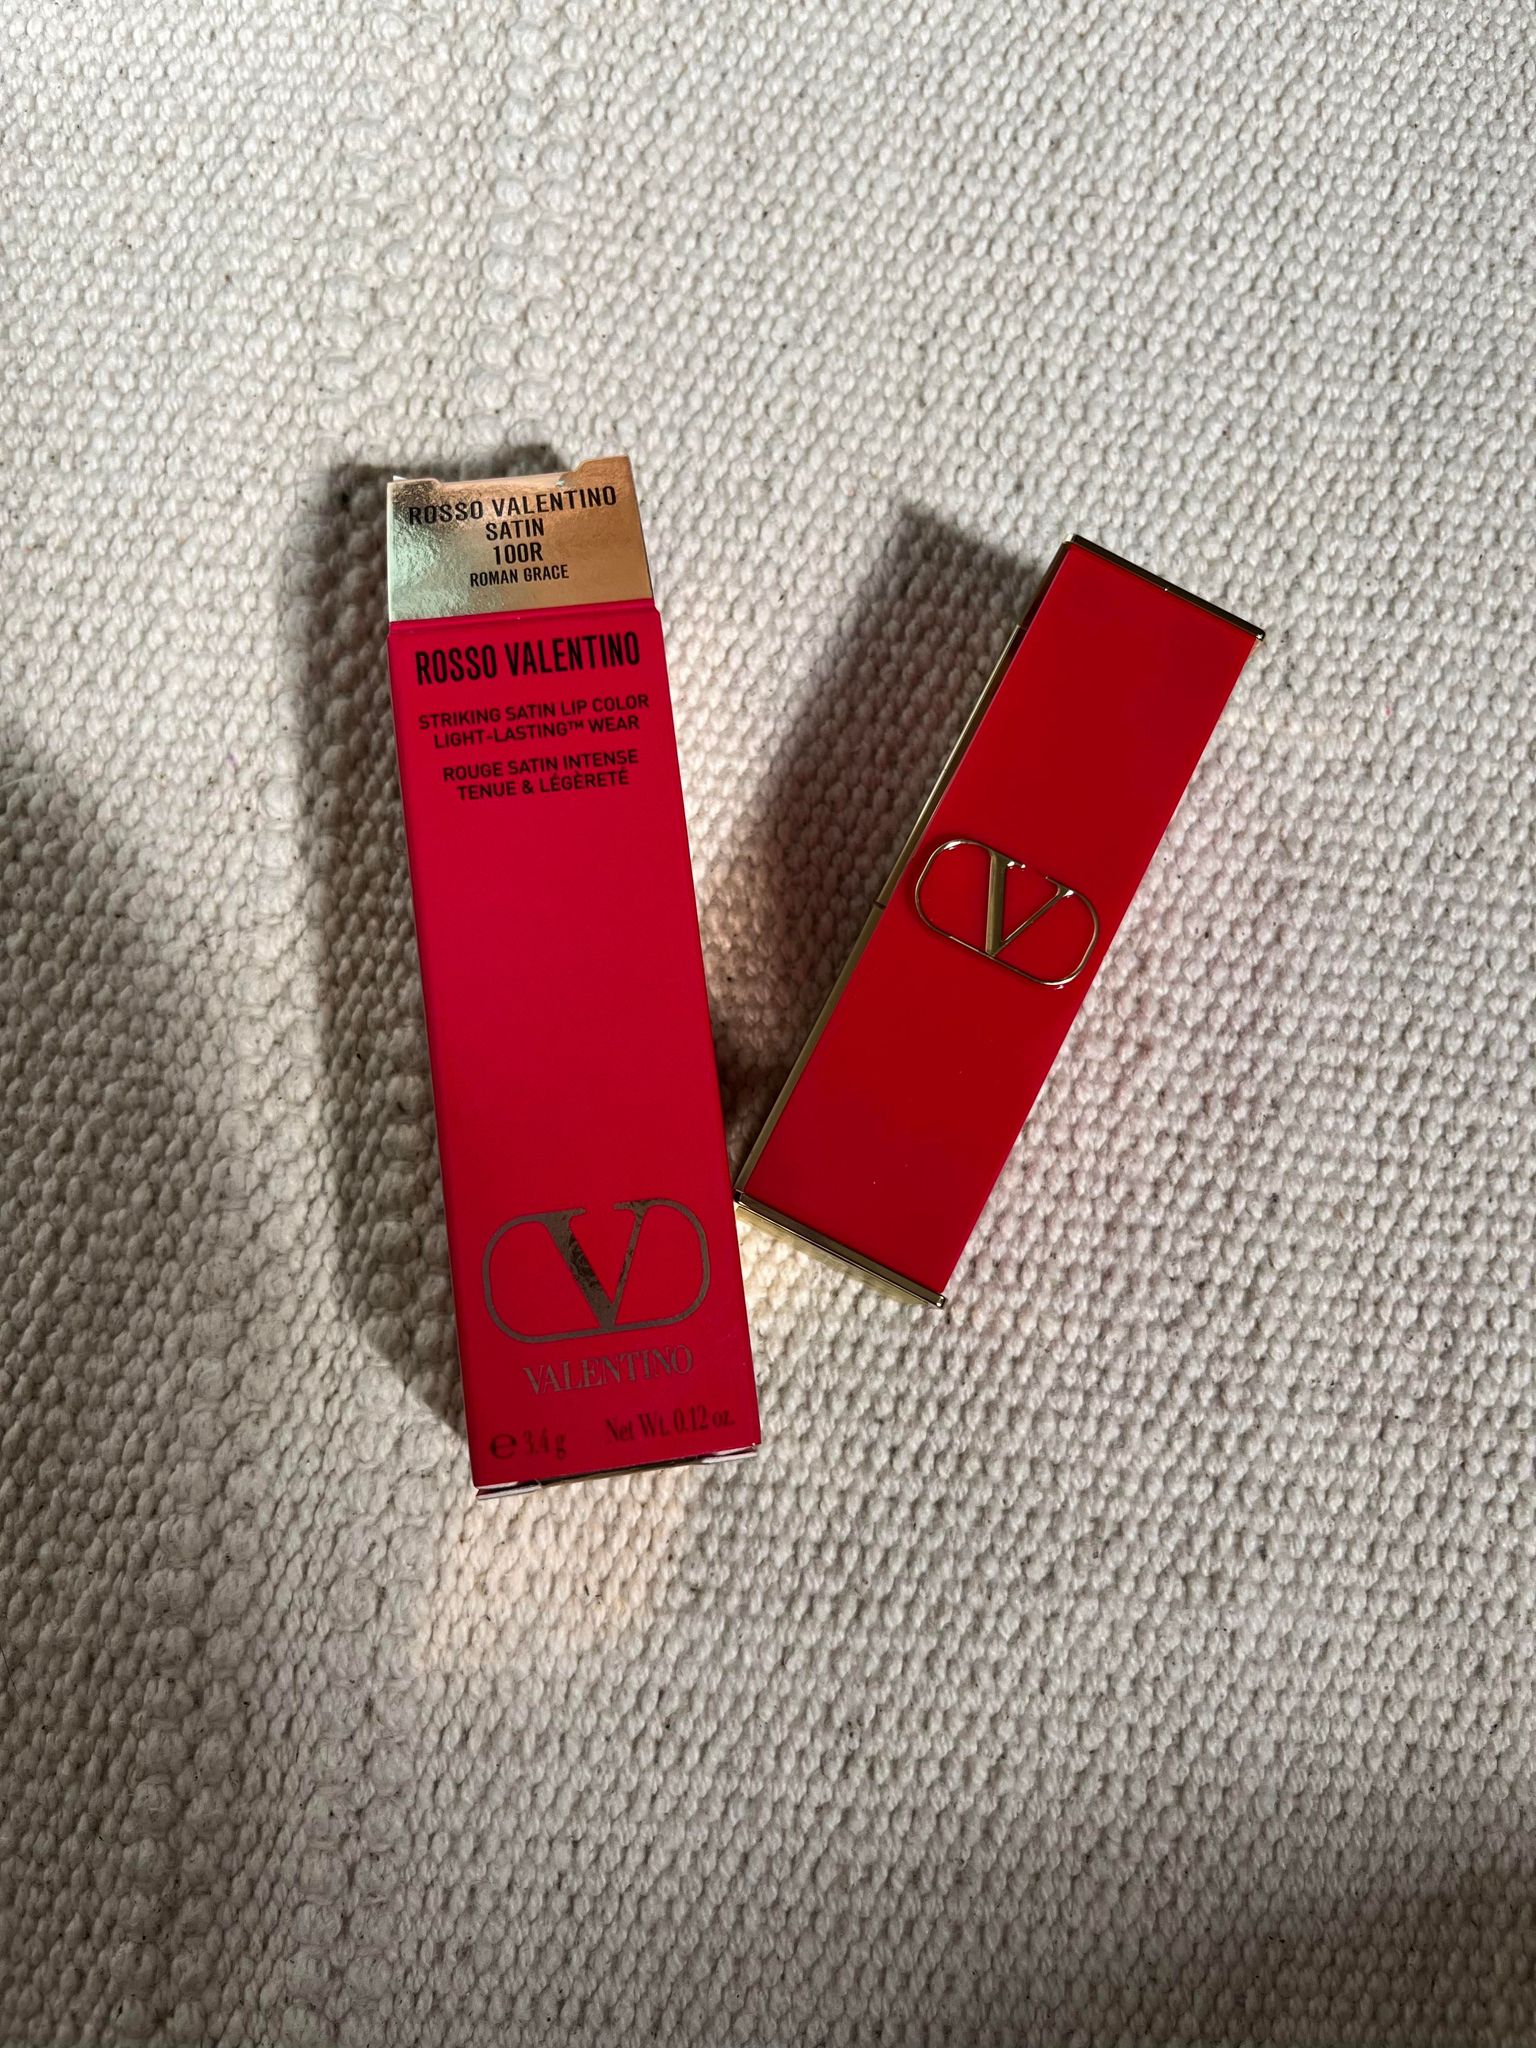 ROSSO VALENTINO
SATIN
100R
ROMAN GRACE
ROSSO VALENTINO
STRIKING SATIN LIP COLOR
LIGHT-LASTING™ WEAR
ROUGE SATIN INTENSE
TENUE & LÉGÈRETÉ
V
VALENTINO
℮ 3.4 g Net Wt. 0.12 oz.
V